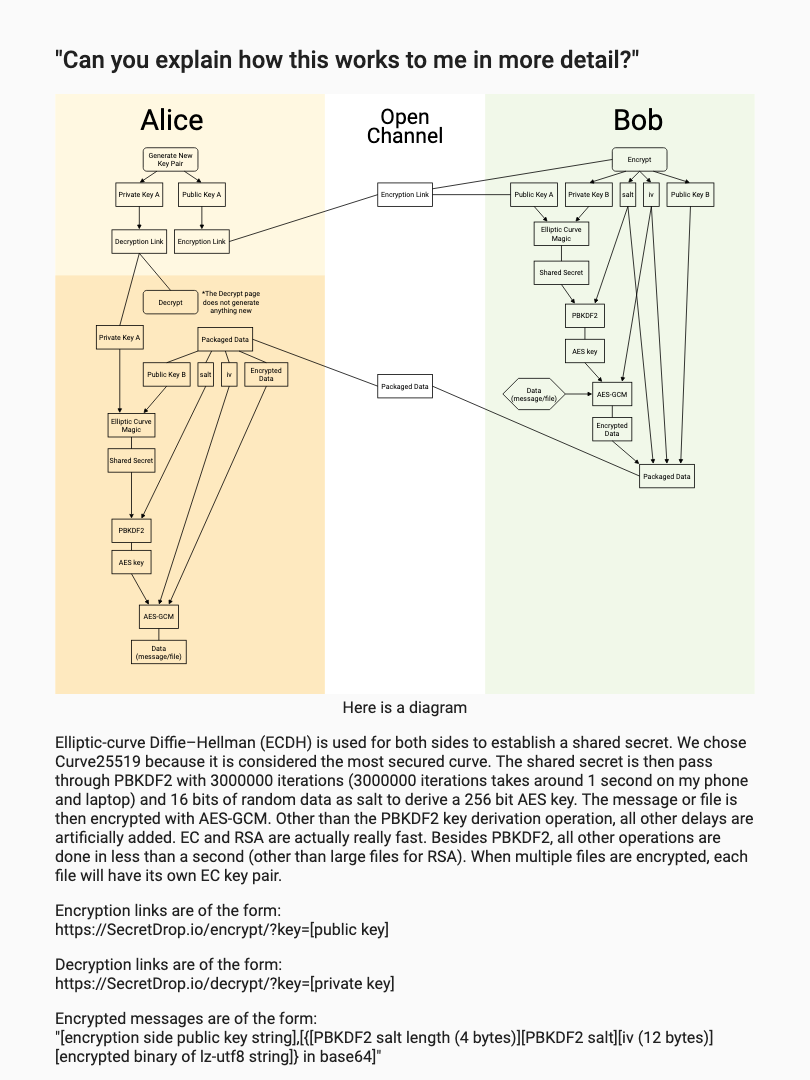 "Can you explain how this works to me in more detail?"
Alice
Open
Channel
Bob
Generate New
Key Pair
Private Key A
Public Key A
Decryption Link
Encryption Link
Encryption Link
Encrypt
Public Key A
Private Key B
salt
iv
Public Key B
Elliptic Curve
Magic
Shared Secret
PBKDF2
AES key
Data
(message/file)
AES-GCM
Encrypted
Data
Packaged Data
Packaged Data
Decrypt
*The Decrypt page
does not generate
anything new
Private Key A
Packaged Data
Public Key B
salt
iv
Encrypted
Data
Elliptic Curve
Magic
Shared Secret
PBKDF2
AES key
AES-GCM
Data
(message/file)
Here is a diagram
Elliptic-curve Diffie–Hellman (ECDH) is used for both sides to establish a shared secret. We chose
Curve25519 because it is considered the most secured curve. The shared secret is then pass
through PBKDF2 with 3000000 iterations (3000000 iterations takes around 1 second on my phone
and laptop) and 16 bits of random data as salt to derive a 256 bit AES key. The message or file is
then encrypted with AES-GCM. Other than the PBKDF2 key derivation operation, all other delays are
artificially added. EC and RSA are actually really fast. Besides PBKDF2, all other operations are
done in less than a second (other than large files for RSA). When multiple files are encrypted, each
file will have its own EC key pair.
Encryption links are of the form:
https://SecretDrop.io/encrypt/?key=[public key]
Decryption links are of the form:
https://SecretDrop.io/decrypt/?key=[private key]
Encrypted messages are of the form:
"[encryption side public key string],[{[PBKDF2 salt length (4 bytes)][PBKDF2 salt][iv (12 bytes)]
[encrypted binary of lz-utf8 string]} in base64]"